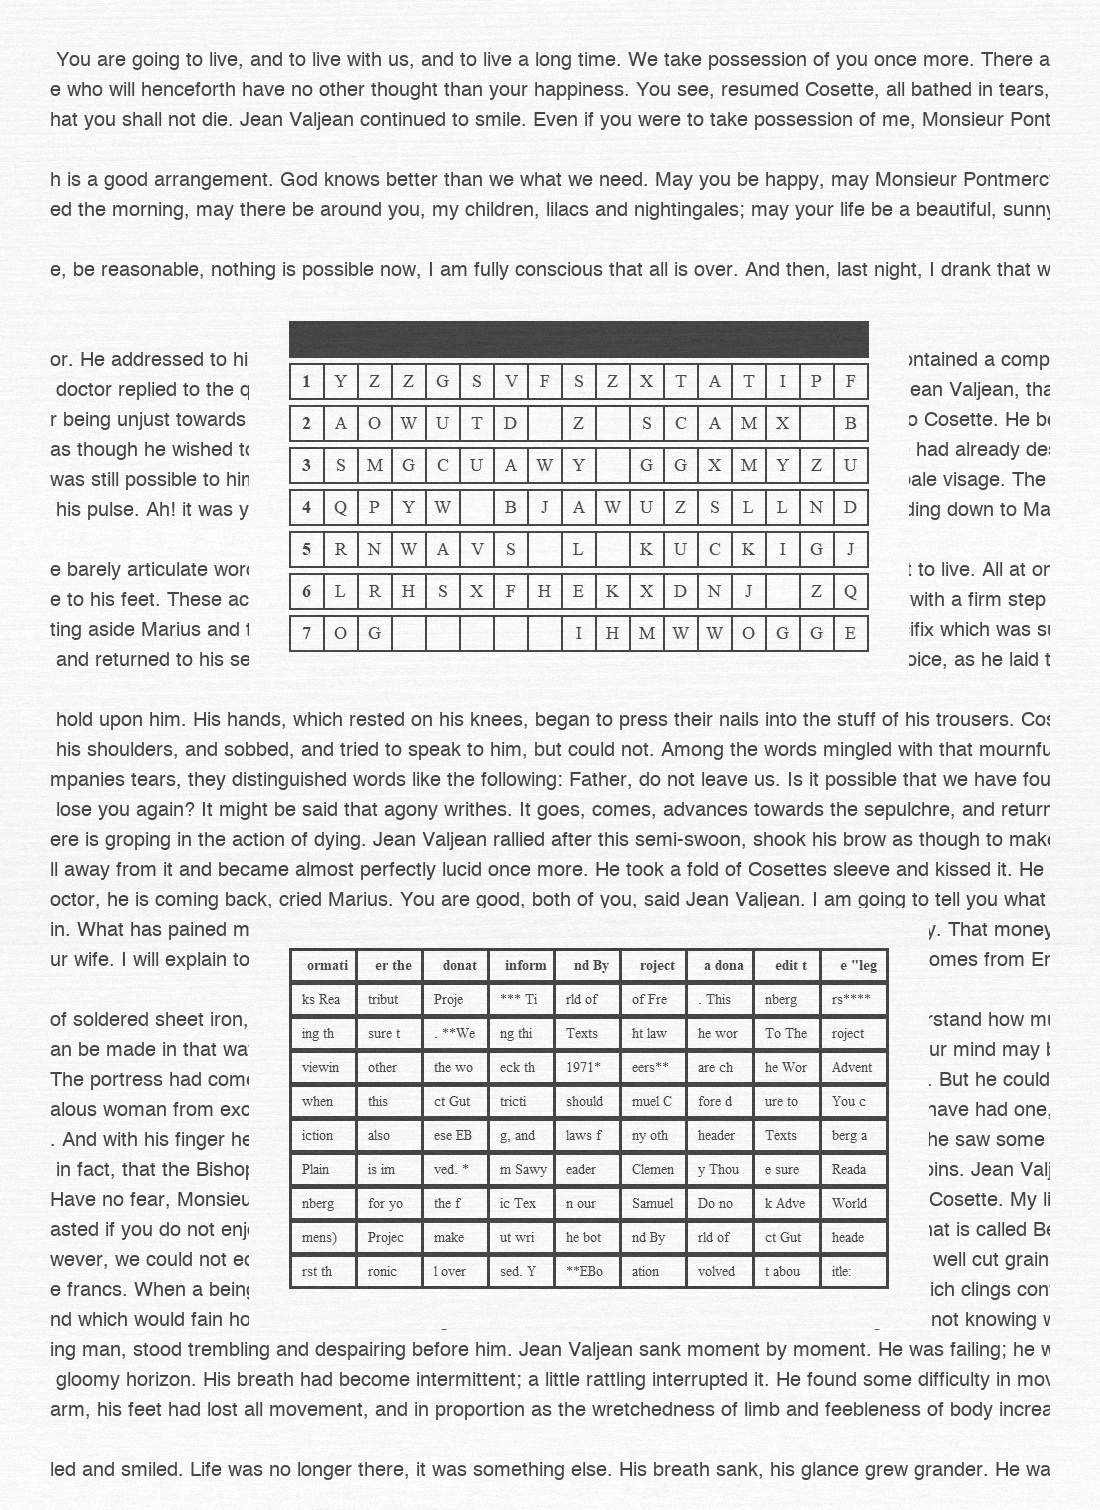 You are going to live, and to live with us, and to live a long time. We take possession of you once more. There a
e who will henceforth have no other thought than your happiness. You see, resumed Cosette, all bathed in tears,
hat you shall not die. Jean Valjean continued to smile. Even if you were to take possession of me, Monsieur Pont
h is a good arrangement. God knows better than we what we need. May you be happy, may Monsieur Pontmerc
ed the morning, may there be around you, my children, lilacs and nightingales; may your life be a beautiful, sunny
e, be reasonable, nothing is possible now, I am fully conscious that all is over. And then, last night, I drank that w
or. He addressed to hi
doctor replied to the q
r being unjust towards
as though he wished to
was still possible to him
his pulse. Ah! it was y
e barely articulate word
e to his feet. These ac
ting aside Marius and t
and returned to his se
1 Y Z Z G S V F S Z X T A T I P F
2 A O W U T D Z S C A M X B
3 S M G C U A W Y G G X M Y Z U
4 Q P Y W B J A W U Z S L L N D
5 R N W A V S L K U C K I G J
6 L R H S X F H E K X D N J Z Q
7 O G I H M W W O G G E
ontained a comp
ean Valjean, tha
o Cosette. He be
had already des
pale visage. The
ding down to Ma
t to live. All at on
with a firm step
ifix which was su
oice, as he laid t
hold upon him. His hands, which rested on his knees, began to press their nails into the stuff of his trousers. Cos
his shoulders, and sobbed, and tried to speak to him, but could not. Among the words mingled with that mournfu
mpanies tears, they distinguished words like the following: Father, do not leave us. Is it possible that we have fou
lose you again? It might be said that agony writhes. It goes, comes, advances towards the sepulchre, and return
ere is groping in the action of dying. Jean Valjean rallied after this semi-swoon, shook his brow as though to make
ll away from it and became almost perfectly lucid once more. He took a fold of Cosettes sleeve and kissed it. He
octor, he is coming back, cried Marius. You are good, both of you, said Jean Valjean. I am going to tell you what
in. What has pained m
ur wife. I will explain to
of soldered sheet iron,
an be made in that wa
The portress had come
alous woman from exc
. And with his finger he
in fact, that the Bishop
Have no fear, Monsieu
asted if you do not enjo
wever, we could not eq
e francs. When a being
nd which would fain ho
ormati er the donat inform nd By roject a dona edit t e "leg
ks Rea tribut Proje *** Ti rld of of Fre . This nberg rs****
ing th sure t . **We ng thi Texts ht law he wor To The roject
viewin other the wo eck th 1971* eers** are ch he Wor Advent
when this ct Gut tricti should muel C fore d ure to You c
iction also ese EB g, and laws f ny oth header Texts berg a
Plain is im ved. * m Sawy eader Clemen y Thou e sure Reada
nberg for yo the f ic Tex n our Samuel Do no k Adve World
mens) Projec make ut wri he bot nd By rld of ct Gut heade
rst th ronic l over sed. Y **EBo ation volved t abou itle:
y. That money
omes from En
rstand how mu
ur mind may b
. But he could
have had one,
he saw some
pins. Jean Valj
Cosette. My li
hat is called Be
well cut grain
ich clings con
not knowing w
ing man, stood trembling and despairing before him. Jean Valjean sank moment by moment. He was failing; he w
gloomy horizon. His breath had become intermittent; a little rattling interrupted it. He found some difficulty in mov
arm, his feet had lost all movement, and in proportion as the wretchedness of limb and feebleness of body increa
led and smiled. Life was no longer there, it was something else. His breath sank, his glance grew grander. He wa